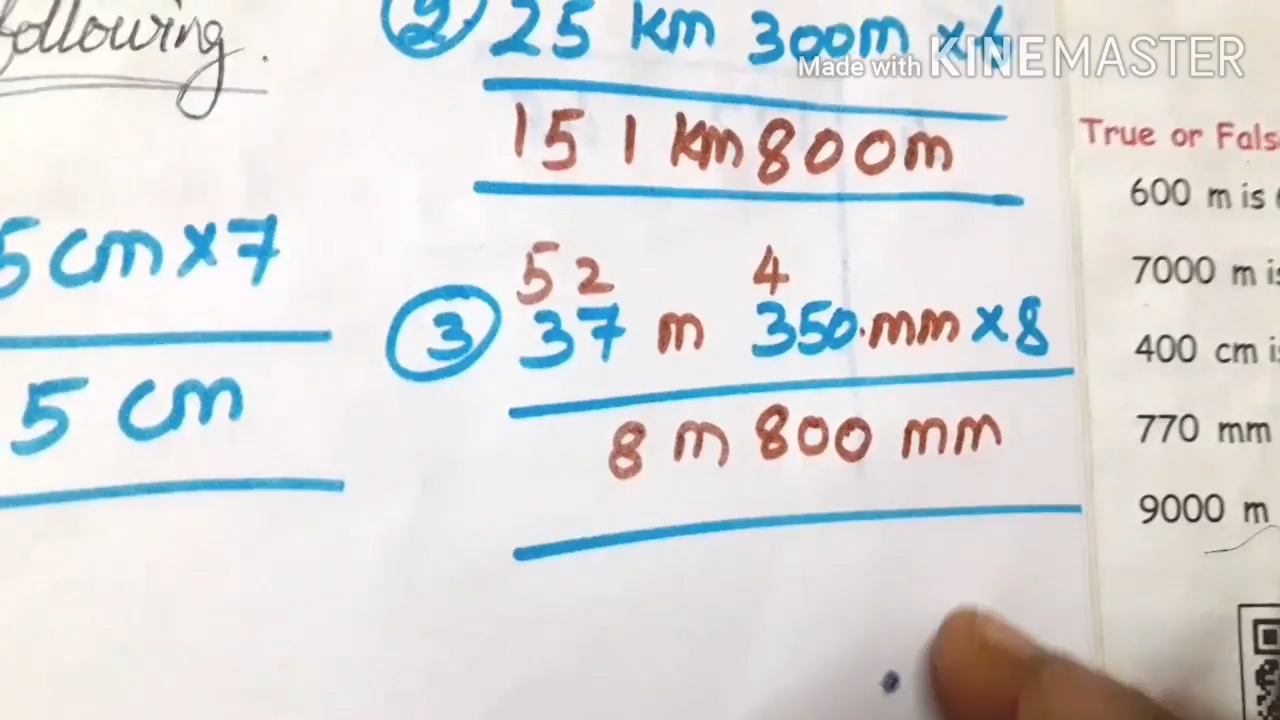 following.
5 cm × 7
5 cm
② 25 km 300m × 6
151 km 800m
5 2 4
③ 37 m 350 mm × 8
8 m 800 mm
Made with KINEMASTER
True or Fals
600 m is
7000 m is
400 cm is
770 mm
9000 m